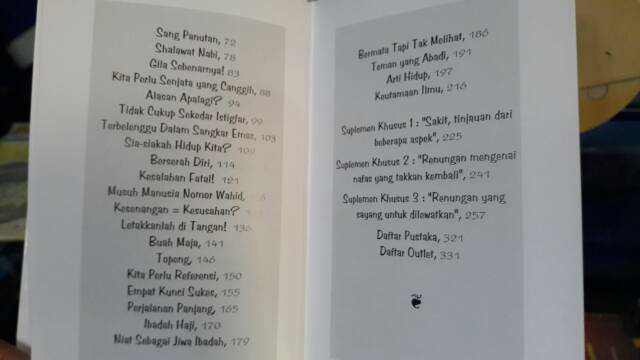 Sang Panutan, 72
Shalawat Nabi, 78
Gila Sebenarnya! 83
Kita Perlu Senjata yang Canggih, 88
Alasan Apalagi? 94
Tidak Cukup Sekedar Istigfar, 99
Terbelenggu Dalam Sangkar Emas, 103
Sia-siakah Hidup Kita?
Berserah Diri, 114
Kesalahan Fatal! 121
Musuh Manusia Nomor Wahid,
Kesenangan = Kesusahan?
Letakkanlah di Tangan! 136
Buah Maja, 141
Topeng, 146
Kita Perlu Referensi, 150
Empat Kunci Sukes, 155
Perjalanan Panjang, 165
Ibadah Haji, 170
Niat Sebagai Jiwa Ibadah, 179
Bermata Tapi Tak Melihat, 186
Teman yang Abadi, 191
Arti Hidup, 197
Keutamaan Ilmu, 216
Suplemen Khusus 1 : "Sakit, tinjauan dari
beberapa aspek", 225
Suplemen Khusus 2 : "Renungan mengenai
nafas yang takkan kembali", 241
Suplemen Khusus 3 : "Renungan yang
sayang untuk dilewatkan", 257
Daftar Pustaka, 321
Daftar Outlet, 331